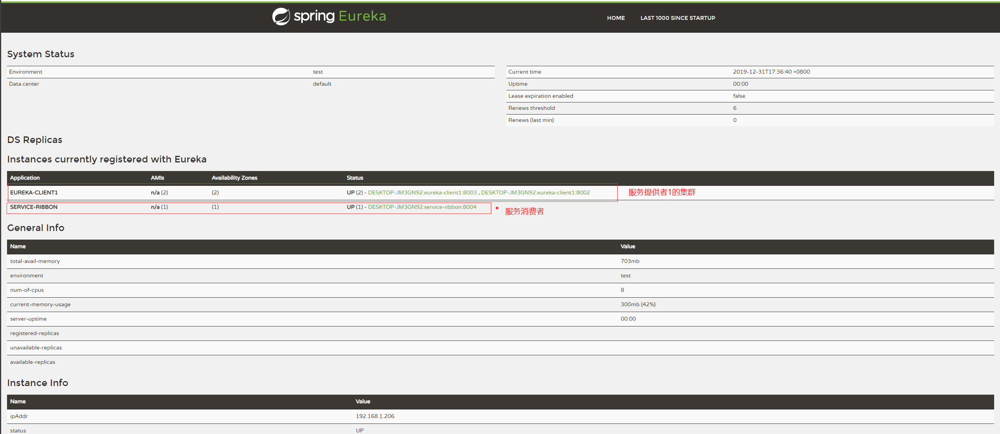 spring Eureka
HOME LAST 1000 SINCE STARTUP
System Status
Environment test
Data center default
Current time 2019-12-31T17:36:40 +0800
Uptime 00:00
Lease expiration enabled false
Renews threshold 6
Renews (last min) 0
DS Replicas
Instances currently registered with Eureka
Application AMIs Availability Zones Status
EUREKA-CLIENT1 n/a (2) (2) UP (2) - DESKTOP-JM3GN92:eureka-client1:8003 , DESKTOP-JM3GN92:eureka-client1:8002 服务提供者1的集群
SERVICE-RIBBON n/a (1) (1) UP (1) - DESKTOP-JM3GN92:service-ribbon:8004 服务消费者
General Info
Name Value
total-avail-memory 703mb
environment test
num-of-cpus 8
current-memory-usage 300mb (42%)
server-uptime 00:00
registered-replicas
unavailable-replicas
available-replicas
Instance Info
Name Value
ipAddr 192.168.1.206
status UP